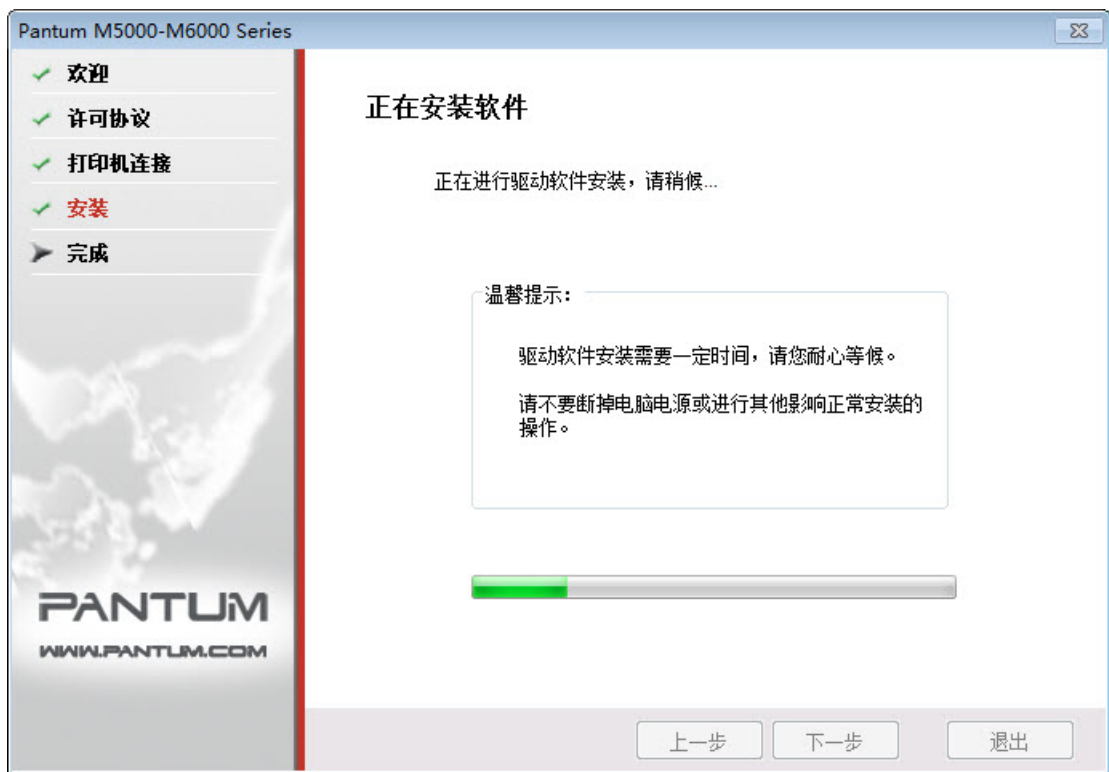 Pantum M5000-M6000 Series
欢迎
许可协议
打印机连接
安装
完成
正在安装软件
正在进行驱动软件安装，请稍候...
温馨提示：
驱动软件安装需要一定时间，请您耐心等候。
请不要断掉电脑电源或进行其他影响正常安装的
操作。
PANTUM
WWW.PANTUM.COM
上一步
下一步
退出